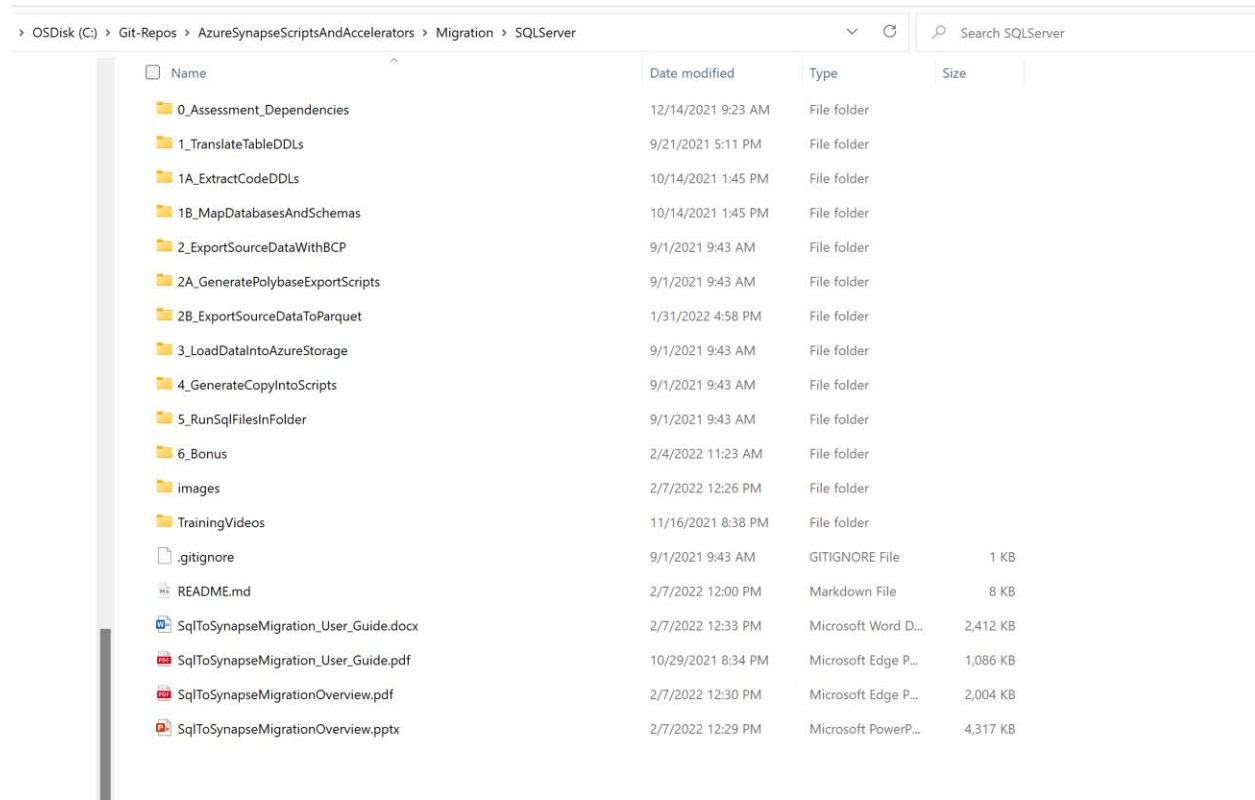 › OSDisk (C:) › Git-Repos › AzureSynapseScriptsAndAccelerators › Migration › SQLServer Search SQLServer
Name Date modified Type Size
0_Assessment_Dependencies 12/14/2021 9:23 AM File folder
1_TranslateTableDDLs 9/21/2021 5:11 PM File folder
1A_ExtractCodeDDLs 10/14/2021 1:45 PM File folder
1B_MapDatabasesAndSchemas 10/14/2021 1:45 PM File folder
2_ExportSourceDataWithBCP 9/1/2021 9:43 AM File folder
2A_GeneratePolybaseExportScripts 9/1/2021 9:43 AM File folder
2B_ExportSourceDataToParquet 1/31/2022 4:58 PM File folder
3_LoadDataIntoAzureStorage 9/1/2021 9:43 AM File folder
4_GenerateCopyIntoScripts 9/1/2021 9:43 AM File folder
5_RunSqlFilesInFolder 9/1/2021 9:43 AM File folder
6_Bonus 2/4/2022 11:23 AM File folder
images 2/7/2022 12:26 PM File folder
TrainingVideos 11/16/2021 8:38 PM File folder
.gitignore 9/1/2021 9:43 AM GITIGNORE File 1 KB
README.md 2/7/2022 12:00 PM Markdown File 8 KB
SqlToSynapseMigration_User_Guide.docx 2/7/2022 12:33 PM Microsoft Word D... 2,412 KB
SqlToSynapseMigration_User_Guide.pdf 10/29/2021 8:34 PM Microsoft Edge P... 1,086 KB
SqlToSynapseMigrationOverview.pdf 2/7/2022 12:30 PM Microsoft Edge P... 2,004 KB
SqlToSynapseMigrationOverview.pptx 2/7/2022 12:29 PM Microsoft PowerP... 4,317 KB